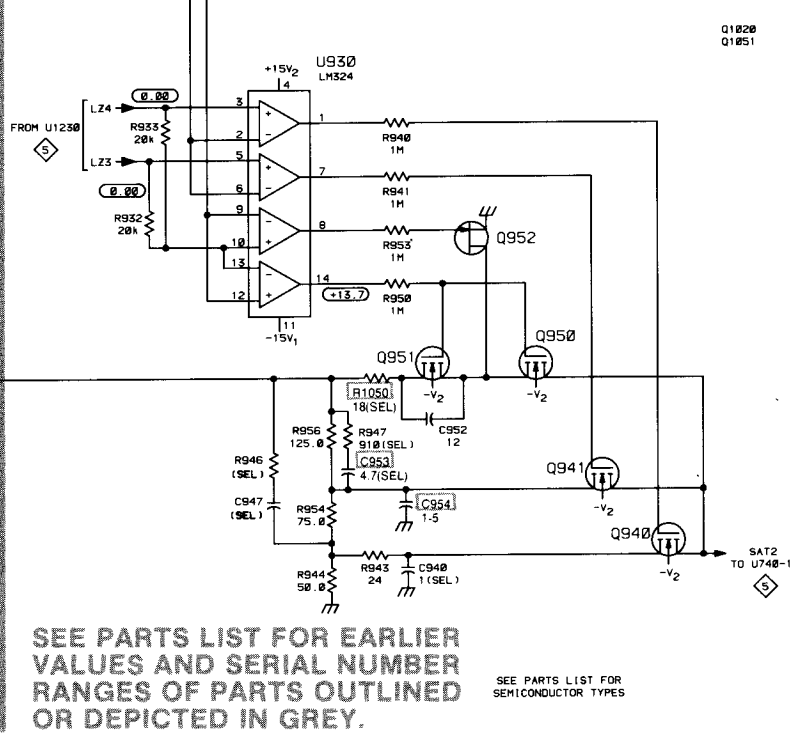 Q1020
Q1051
U930
LM324
+15V2
4
0.00
LZ4
FROM U1230
5
LZ3
0.00
R933
20k
R932
20k
3
2
5
6
9
10
13
12
1
7
8
14
+13.7
11
-15V1
R940
1M
R941
1M
R953
1M
R950
1M
Q952
Q951
-V2
Q950
-V2
R1050
18(SEL)
C952
12
R956
125.0
R947
910(SEL)
C953
4.7(SEL)
R946
(SEL)
C947
(SEL)
R954
75.0
C954
1-5
Q941
-V2
Q940
-V2
R943
24
C940
1(SEL)
R944
50.0
SAT2
TO U740-1
5
SEE PARTS LIST FOR EARLIER
VALUES AND SERIAL NUMBER
RANGES OF PARTS OUTLINED
OR DEPICTED IN GREY.
SEE PARTS LIST FOR
SEMICONDUCTOR TYPES